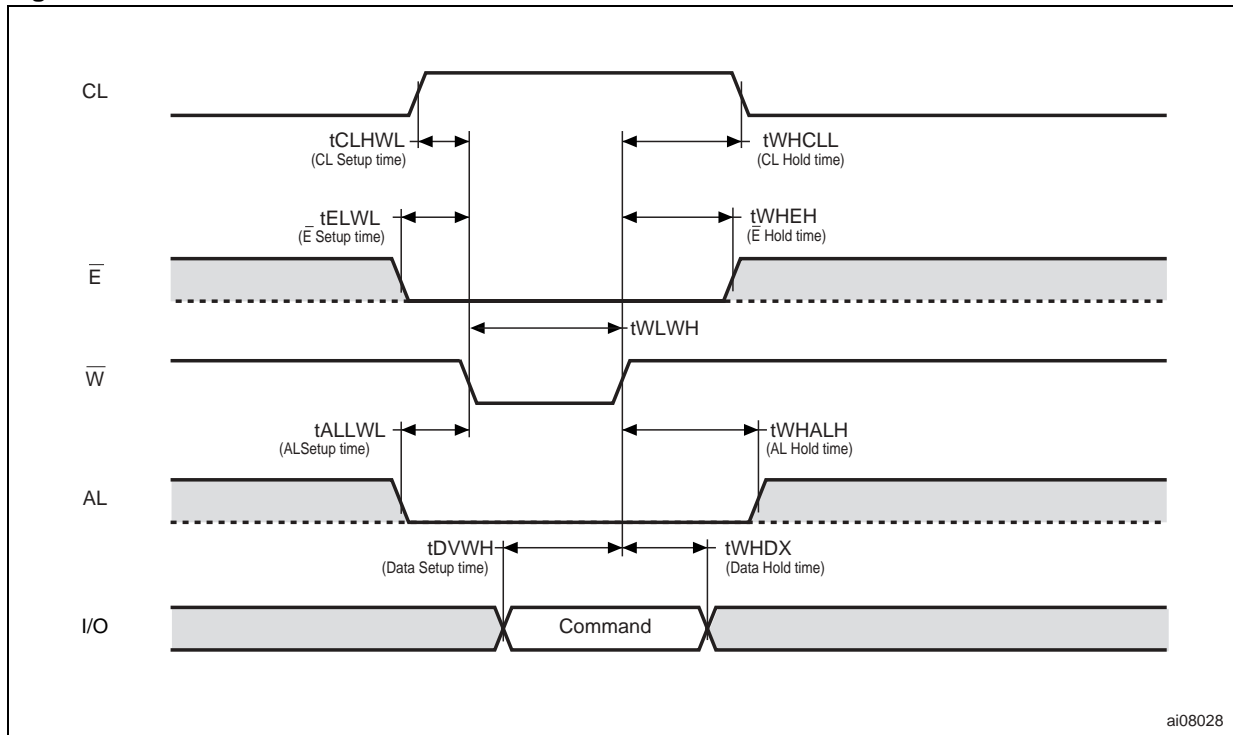 CL
tCLHWL
(CL Setup time)
tWHCLL
(CL Hold time)
tELWL
(E̅ Setup time)
tWHEH
(E̅ Hold time)
E̅
tWLWH
W̅
tALLWL
(ALSetup time)
tWHALH
(AL Hold time)
AL
tDVWH
(Data Setup time)
tWHDX
(Data Hold time)
I/O
Command
ai08028